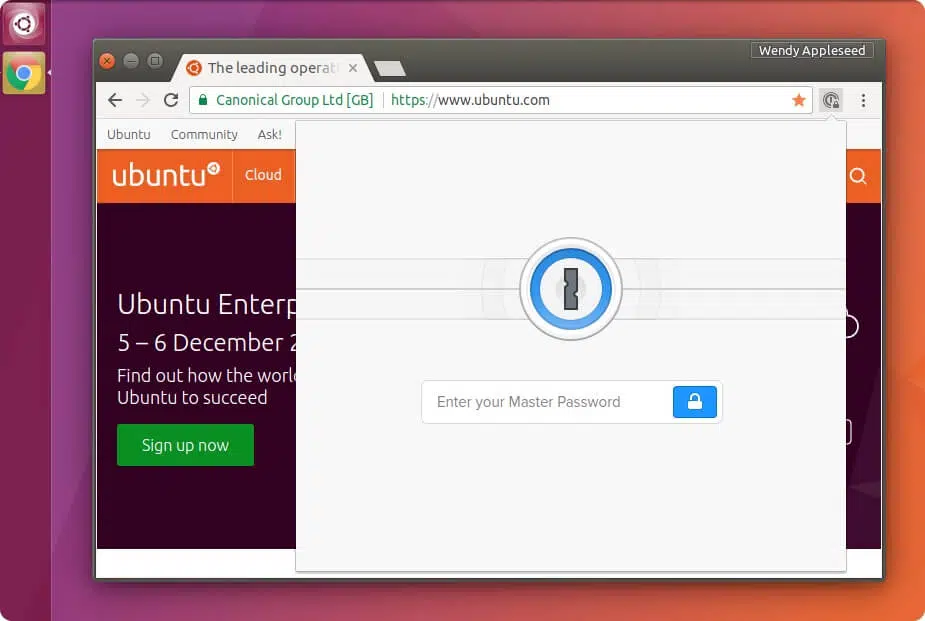 Wendy Appleseed
The leading operat
Canonical Group Ltd [GB] https://www.ubuntu.com
Ubuntu Community Ask!
ubuntu Cloud
Ubuntu Enterp
5 – 6 December 2
Find out how the worl
Ubuntu to succeed
Sign up now
Enter your Master Password